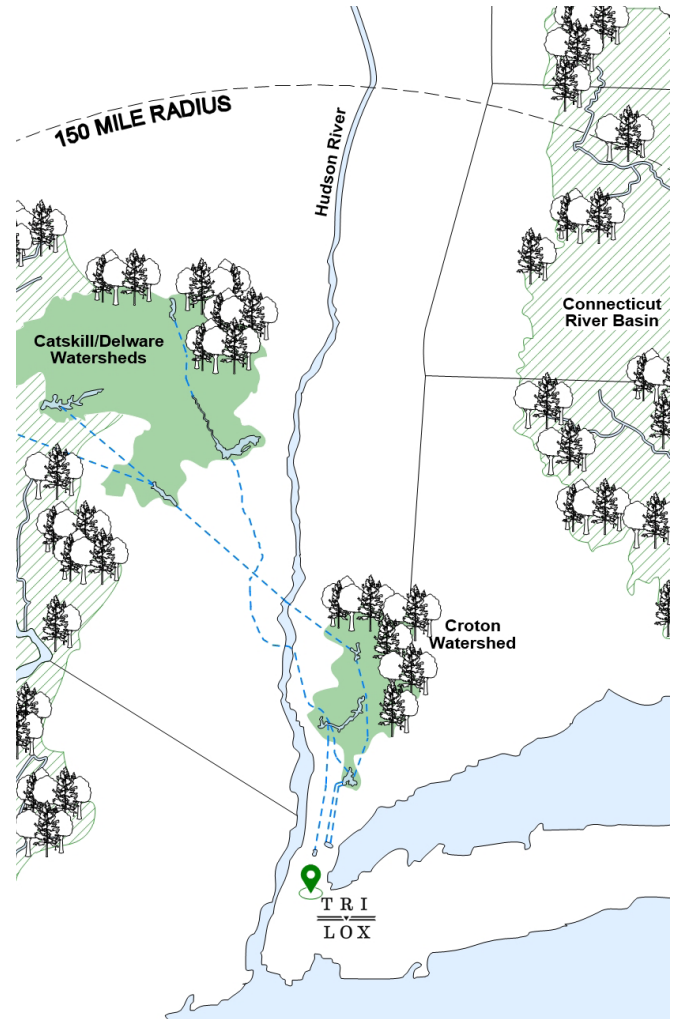 150 MILE RADIUS
Hudson River
Connecticut
River Basin
Catskill/Delware
Watersheds
Croton
Watershed
TRI
LOX